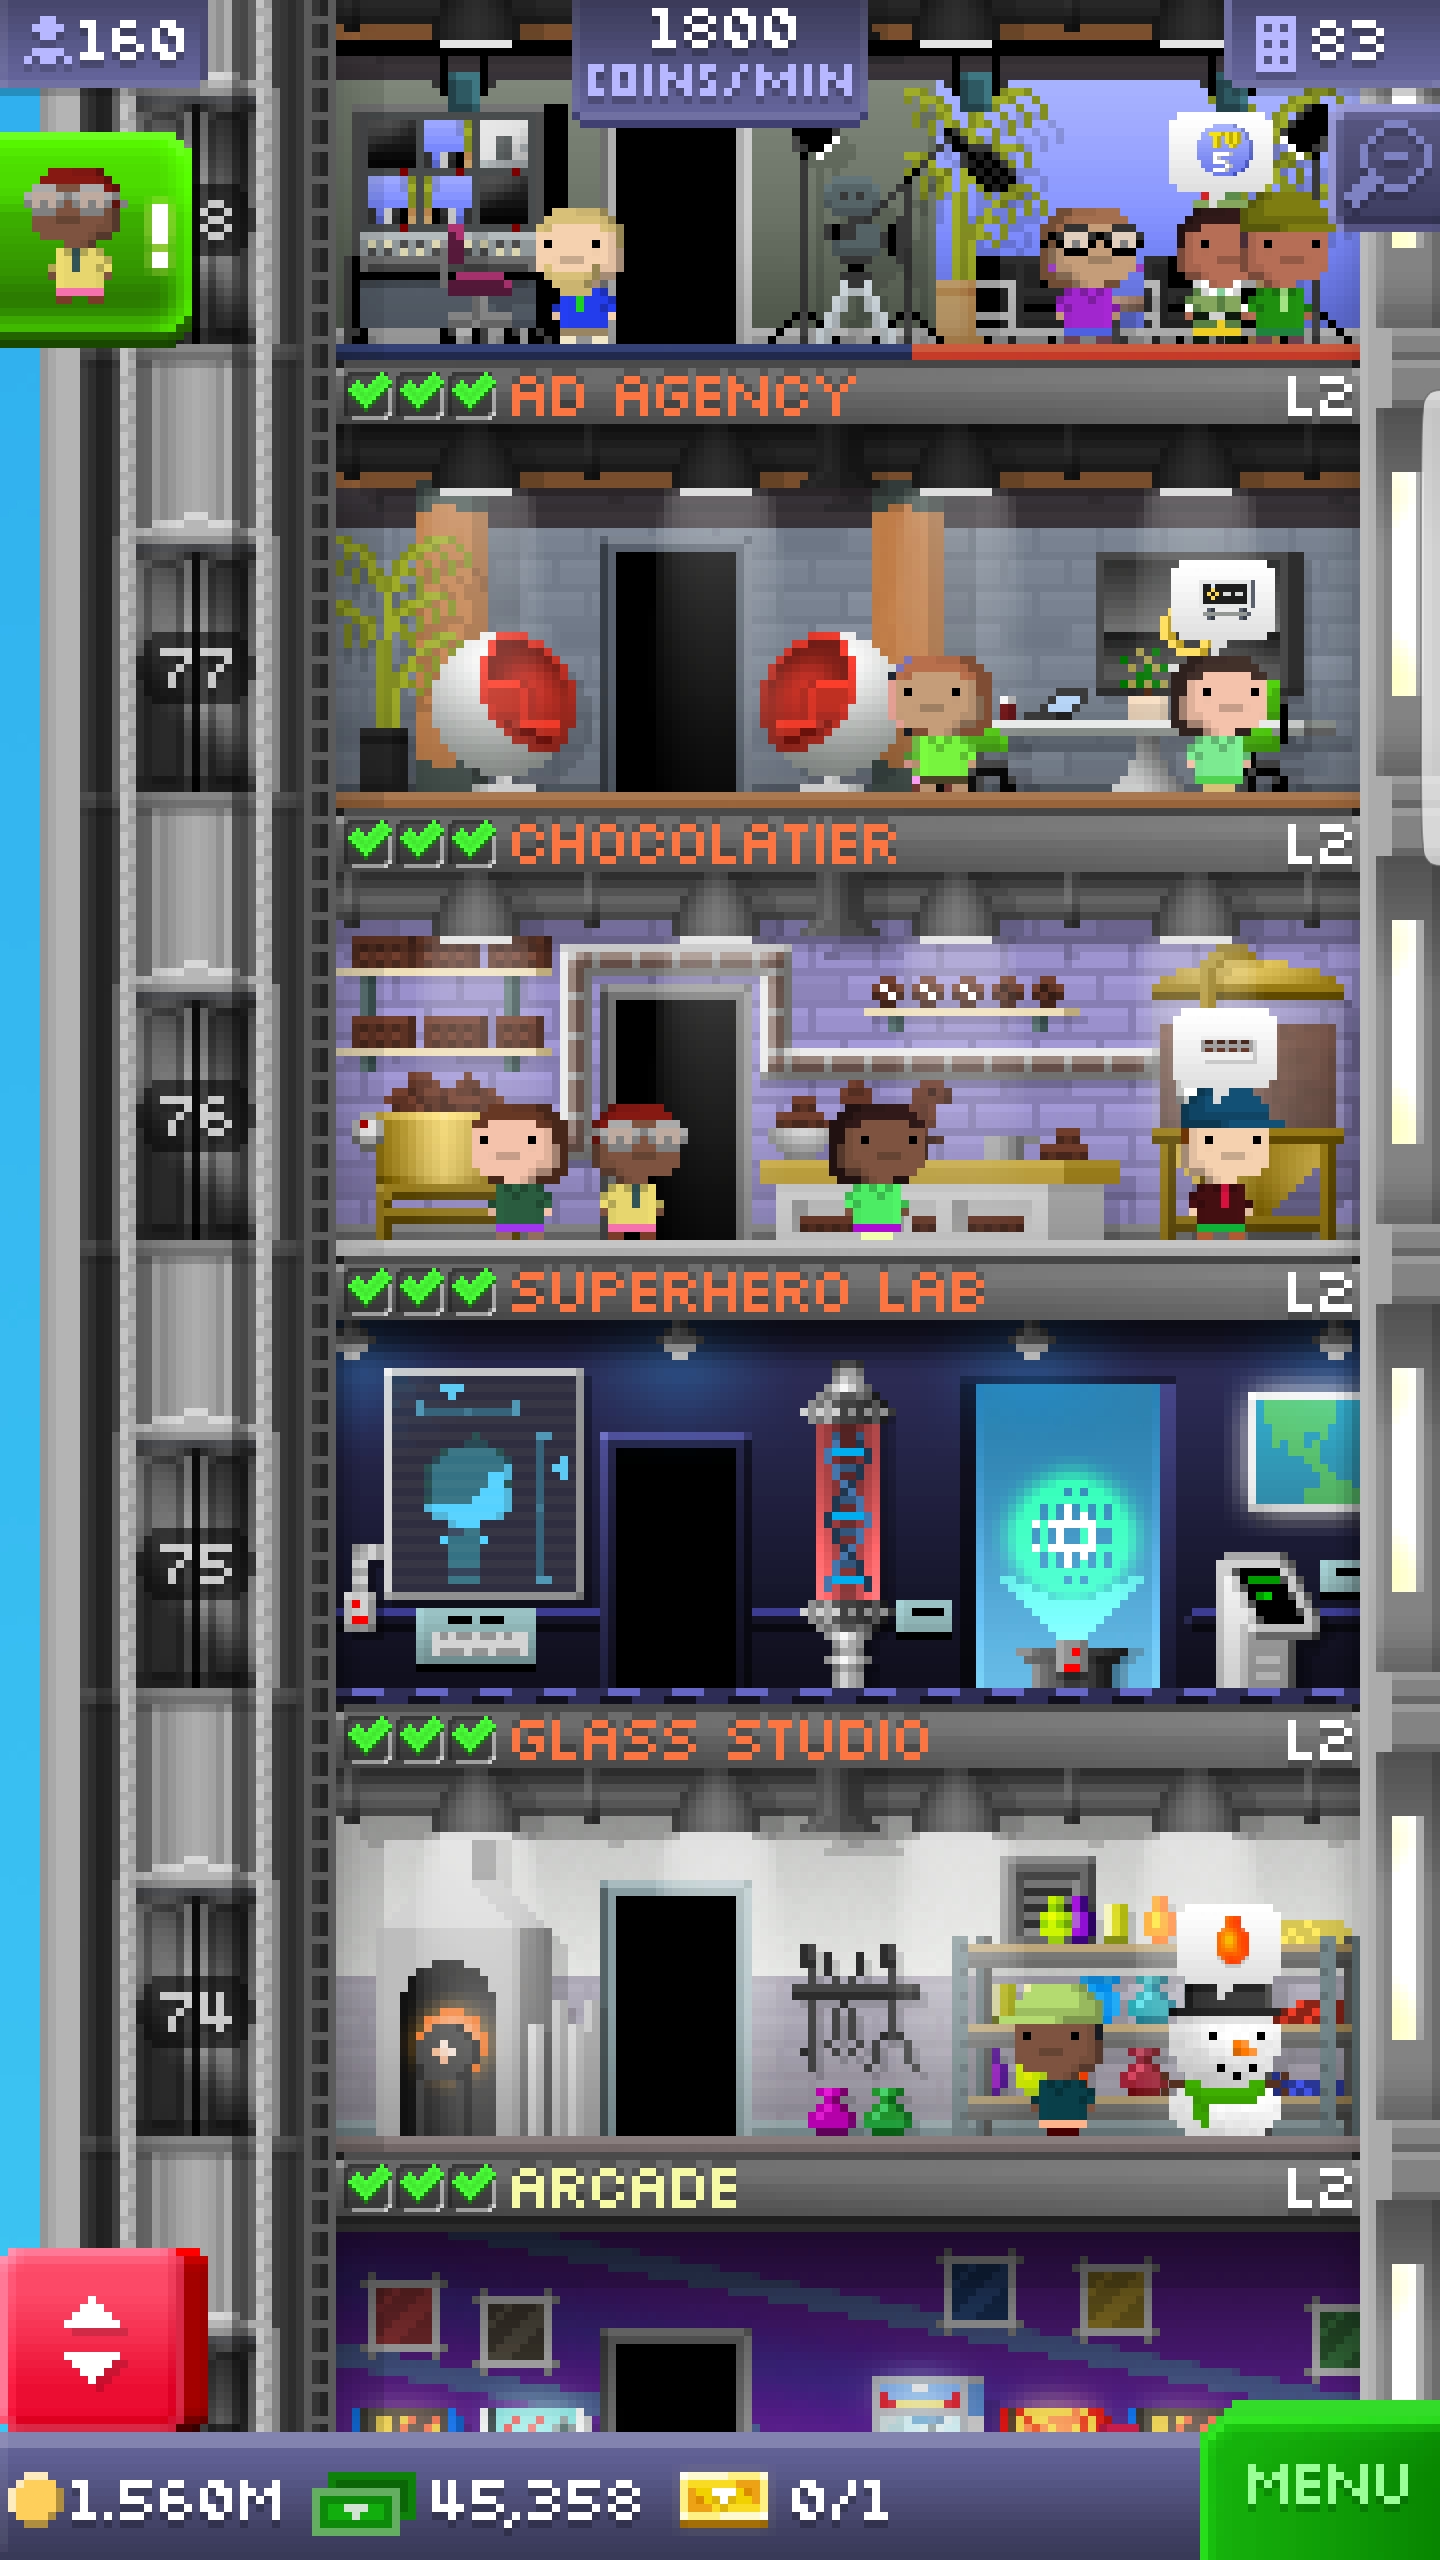 160
1800
COINS/MIN
83
!
8
TV
5
AD AGENCY
L2
77
CHOCOLATIER
L2
76
SUPERHERO LAB
L2
75
GLASS STUDIO
L2
74
ARCADE
L2
1.560M
45,358
0/1
MENU